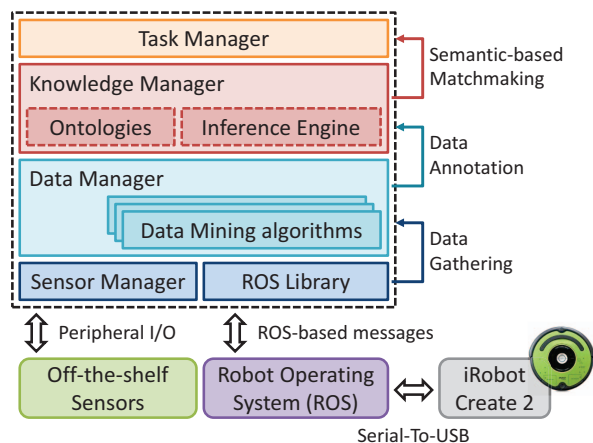 Task Manager
Knowledge Manager
Ontologies
Inference Engine
Semantic-based
Matchmaking
Data Manager
Data Mining algorithms
Data
Annotation
Sensor Manager
ROS Library
Data
Gathering
Peripheral I/O
ROS-based messages
Off-the-shelf
Sensors
Robot Operating
System (ROS)
iRobot
Create 2
Serial-To-USB